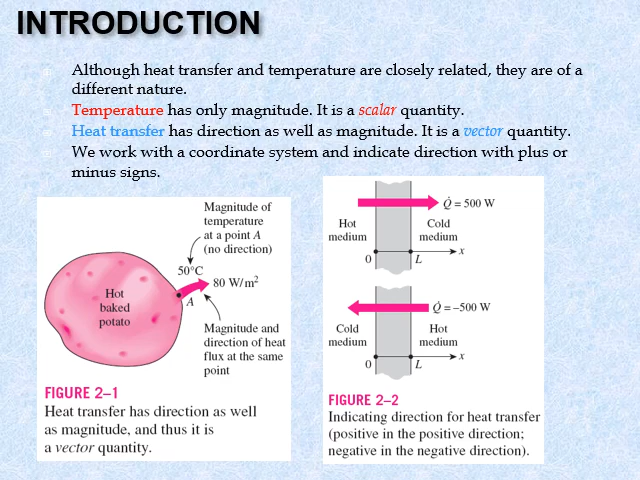 INTRODUCTION
Although heat transfer and temperature are closely related, they are of a
different nature.
Temperature has only magnitude. It is a scalar quantity.
Heat transfer has direction as well as magnitude. It is a vector quantity.
We work with a coordinate system and indicate direction with plus or
minus signs.
Magnitude of
temperature
at a point A
(no direction)
50°C
80 W/m²
Hot
baked
potato
A
Magnitude and
direction of heat
flux at the same
point
FIGURE 2–1
Heat transfer has direction as well
as magnitude, and thus it is
a vector quantity.
Q̇ = 500 W
Hot
medium
Cold
medium
0
L
x
Q̇ = –500 W
Cold
medium
Hot
medium
0
L
x
FIGURE 2–2
Indicating direction for heat transfer
(positive in the positive direction;
negative in the negative direction).